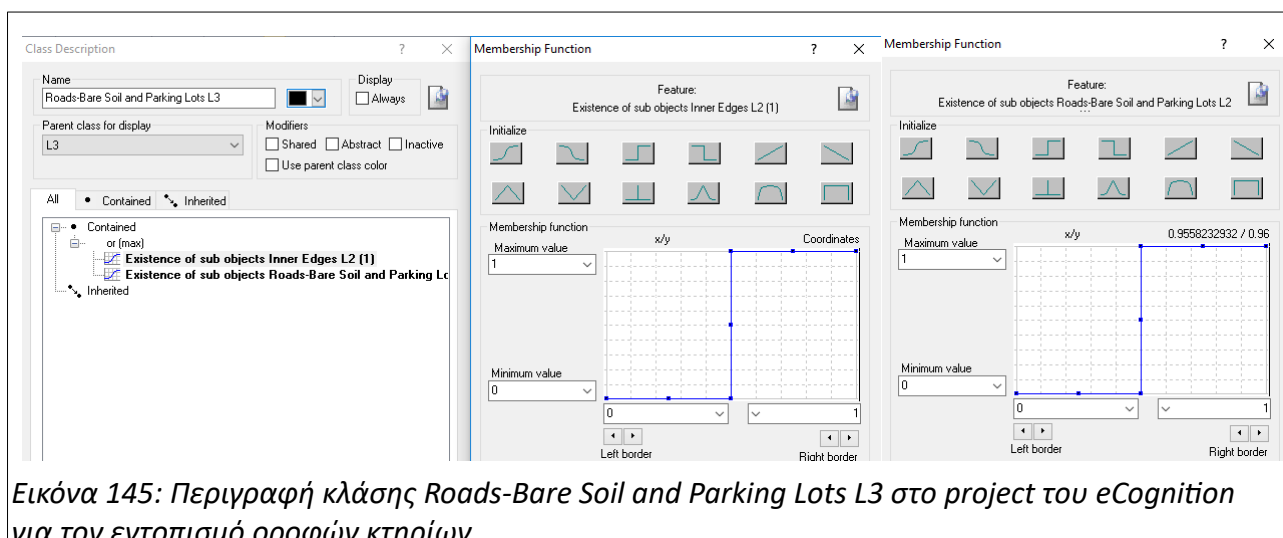 Class Description ? ×
Name
Roads-Bare Soil and Parking Lots L3
Display
Always
Parent class for display
L3
Modifiers
Shared Abstract Inactive
Use parent class color
All • Contained Inherited
Contained
or (max)
Existence of sub objects Inner Edges L2 (1)
Existence of sub objects Roads-Bare Soil and Parking Lc
Inherited
Membership Function ? ×
Feature:
Existence of sub objects Inner Edges L2 (1)
Initialize
Membership function
Maximum value x/y Coordinates
1
Minimum value
0
0 1
Left border Right border
Membership Function ? ×
Feature:
Existence of sub objects Roads-Bare Soil and Parking Lots L2
...
Initialize
Membership function
Maximum value x/y 0.9558232932 / 0.96
1
Minimum value
0
0 1
Left border Right border
Εικόνα 145: Περιγραφή κλάσης Roads-Bare Soil and Parking Lots L3 στο project του eCognition
για τον εντοπισμό οροφών κτηρίων